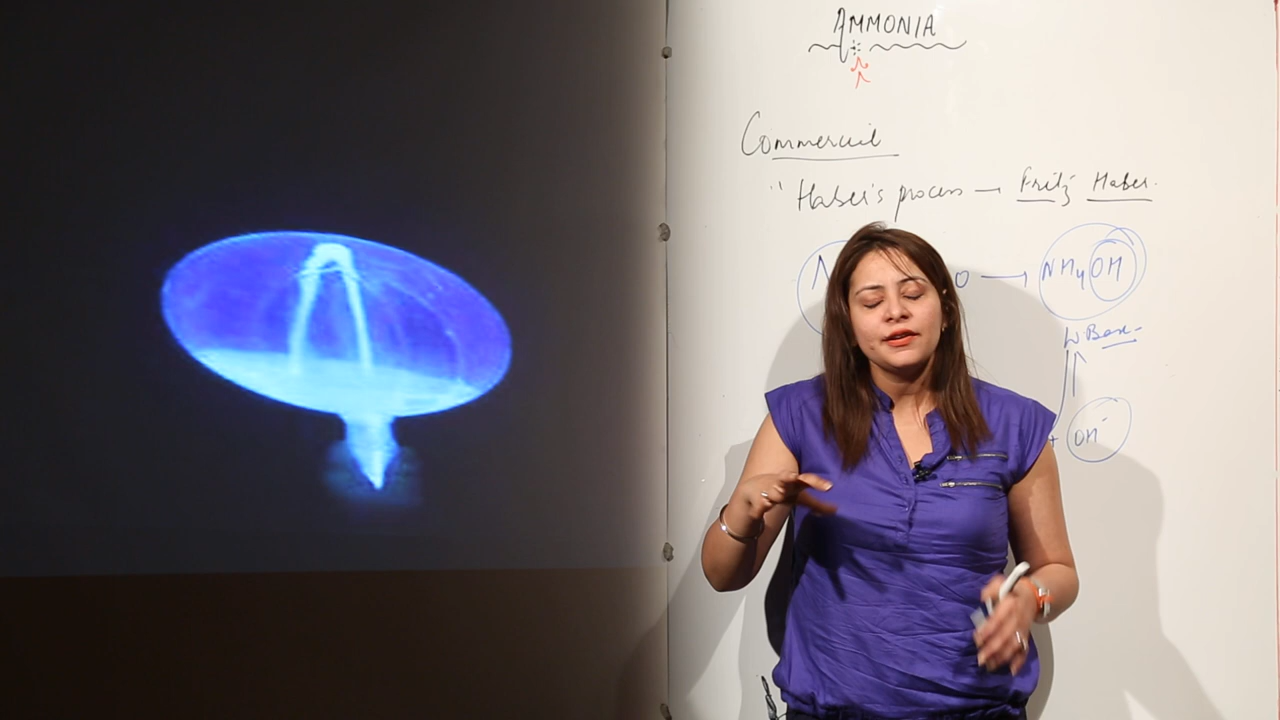 AMMONIA
Commercial
" Haber's process → Fritz Haber.
N O → NH4OH
↳ Base
+ OH⁻